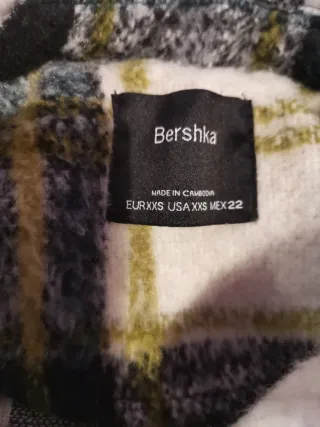 Bershka
MADE IN CAMBODIA
EUR XXS USA XXS MEX 22